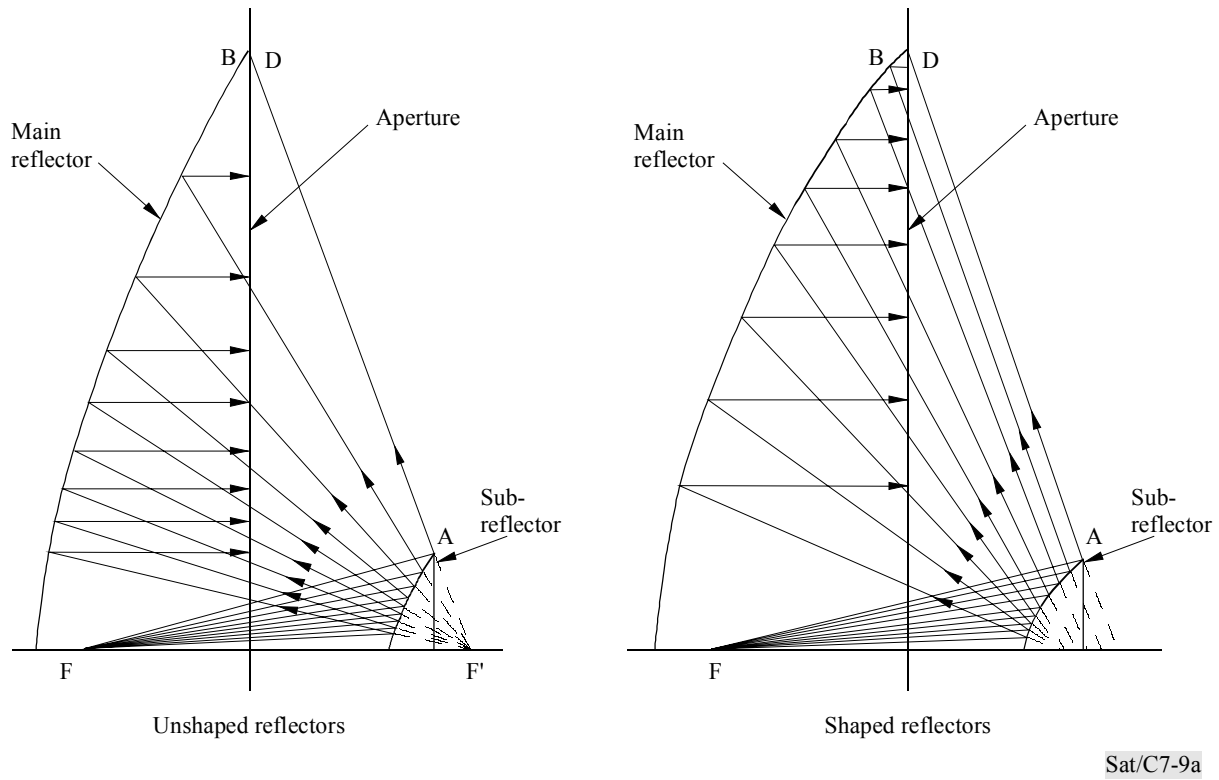 B D
Main
reflector
Aperture
Sub-
reflector
A
F F'
Unshaped reflectors
B D
Main
reflector
Aperture
Sub-
reflector
A
F
Shaped reflectors
Sat/C7-9a